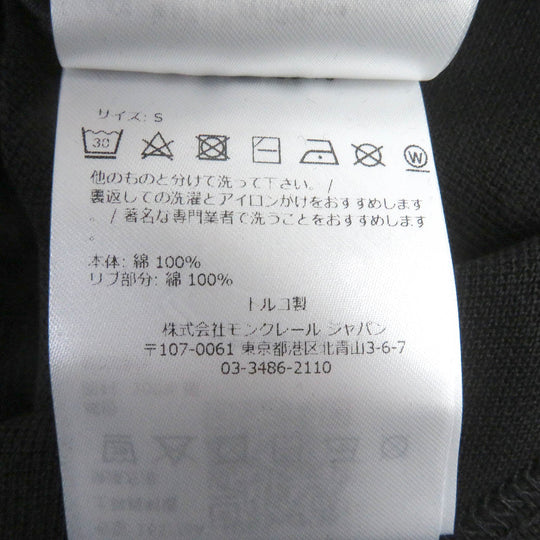 サイズ: S
30
W
他のものと分けて洗って下さい。/
裏返しての洗濯とアイロンかけをおすすめします
。/ 著名な専門業者で洗うことをおすすめします
。
本体: 綿 100%
リブ部分: 綿 100%
トルコ製
株式会社モンクレール ジャパン
〒107-0061 東京都港区北青山3-6-7
03-3486-2110